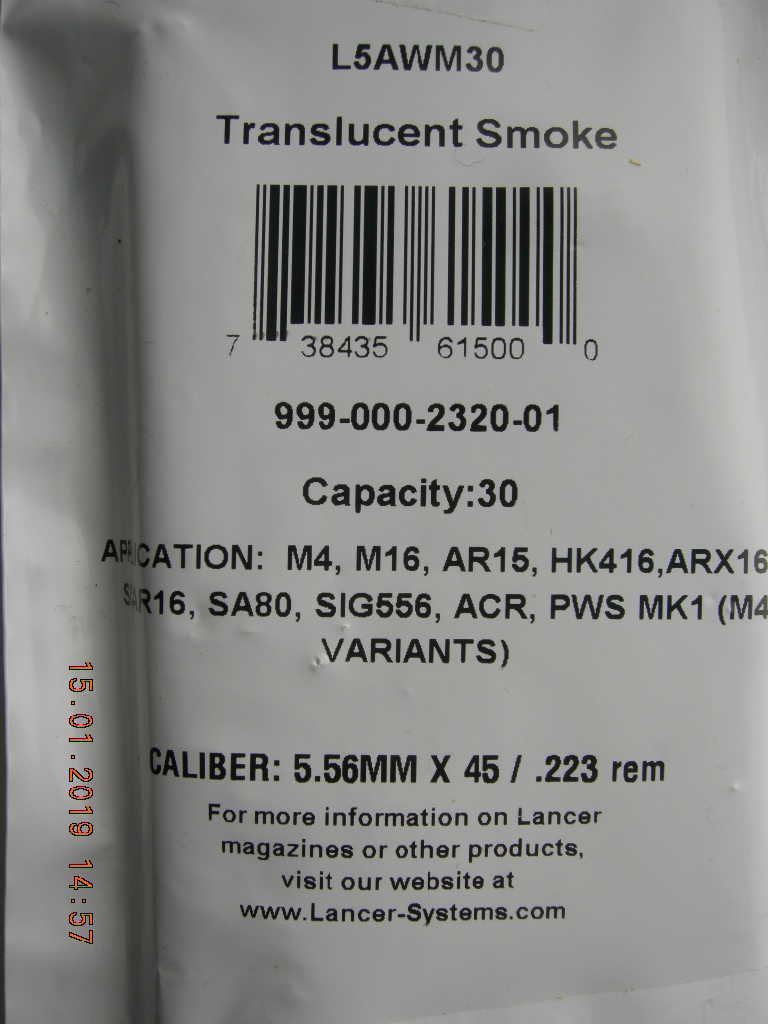 L5AWM30
Translucent Smoke
7 38435 61500 0
999-000-2320-01
Capacity:30
CATION: M4, M16, AR15, HK416,ARX16
R16, SA80, SIG556, ACR, PWS MK1 (M4
VARIANTS)
CALIBER: 5.56MM X 45 / .223 rem
For more information on Lancer
magazines or other products,
visit our website at
www.Lancer-Systems.com
15.01.2019 14:57